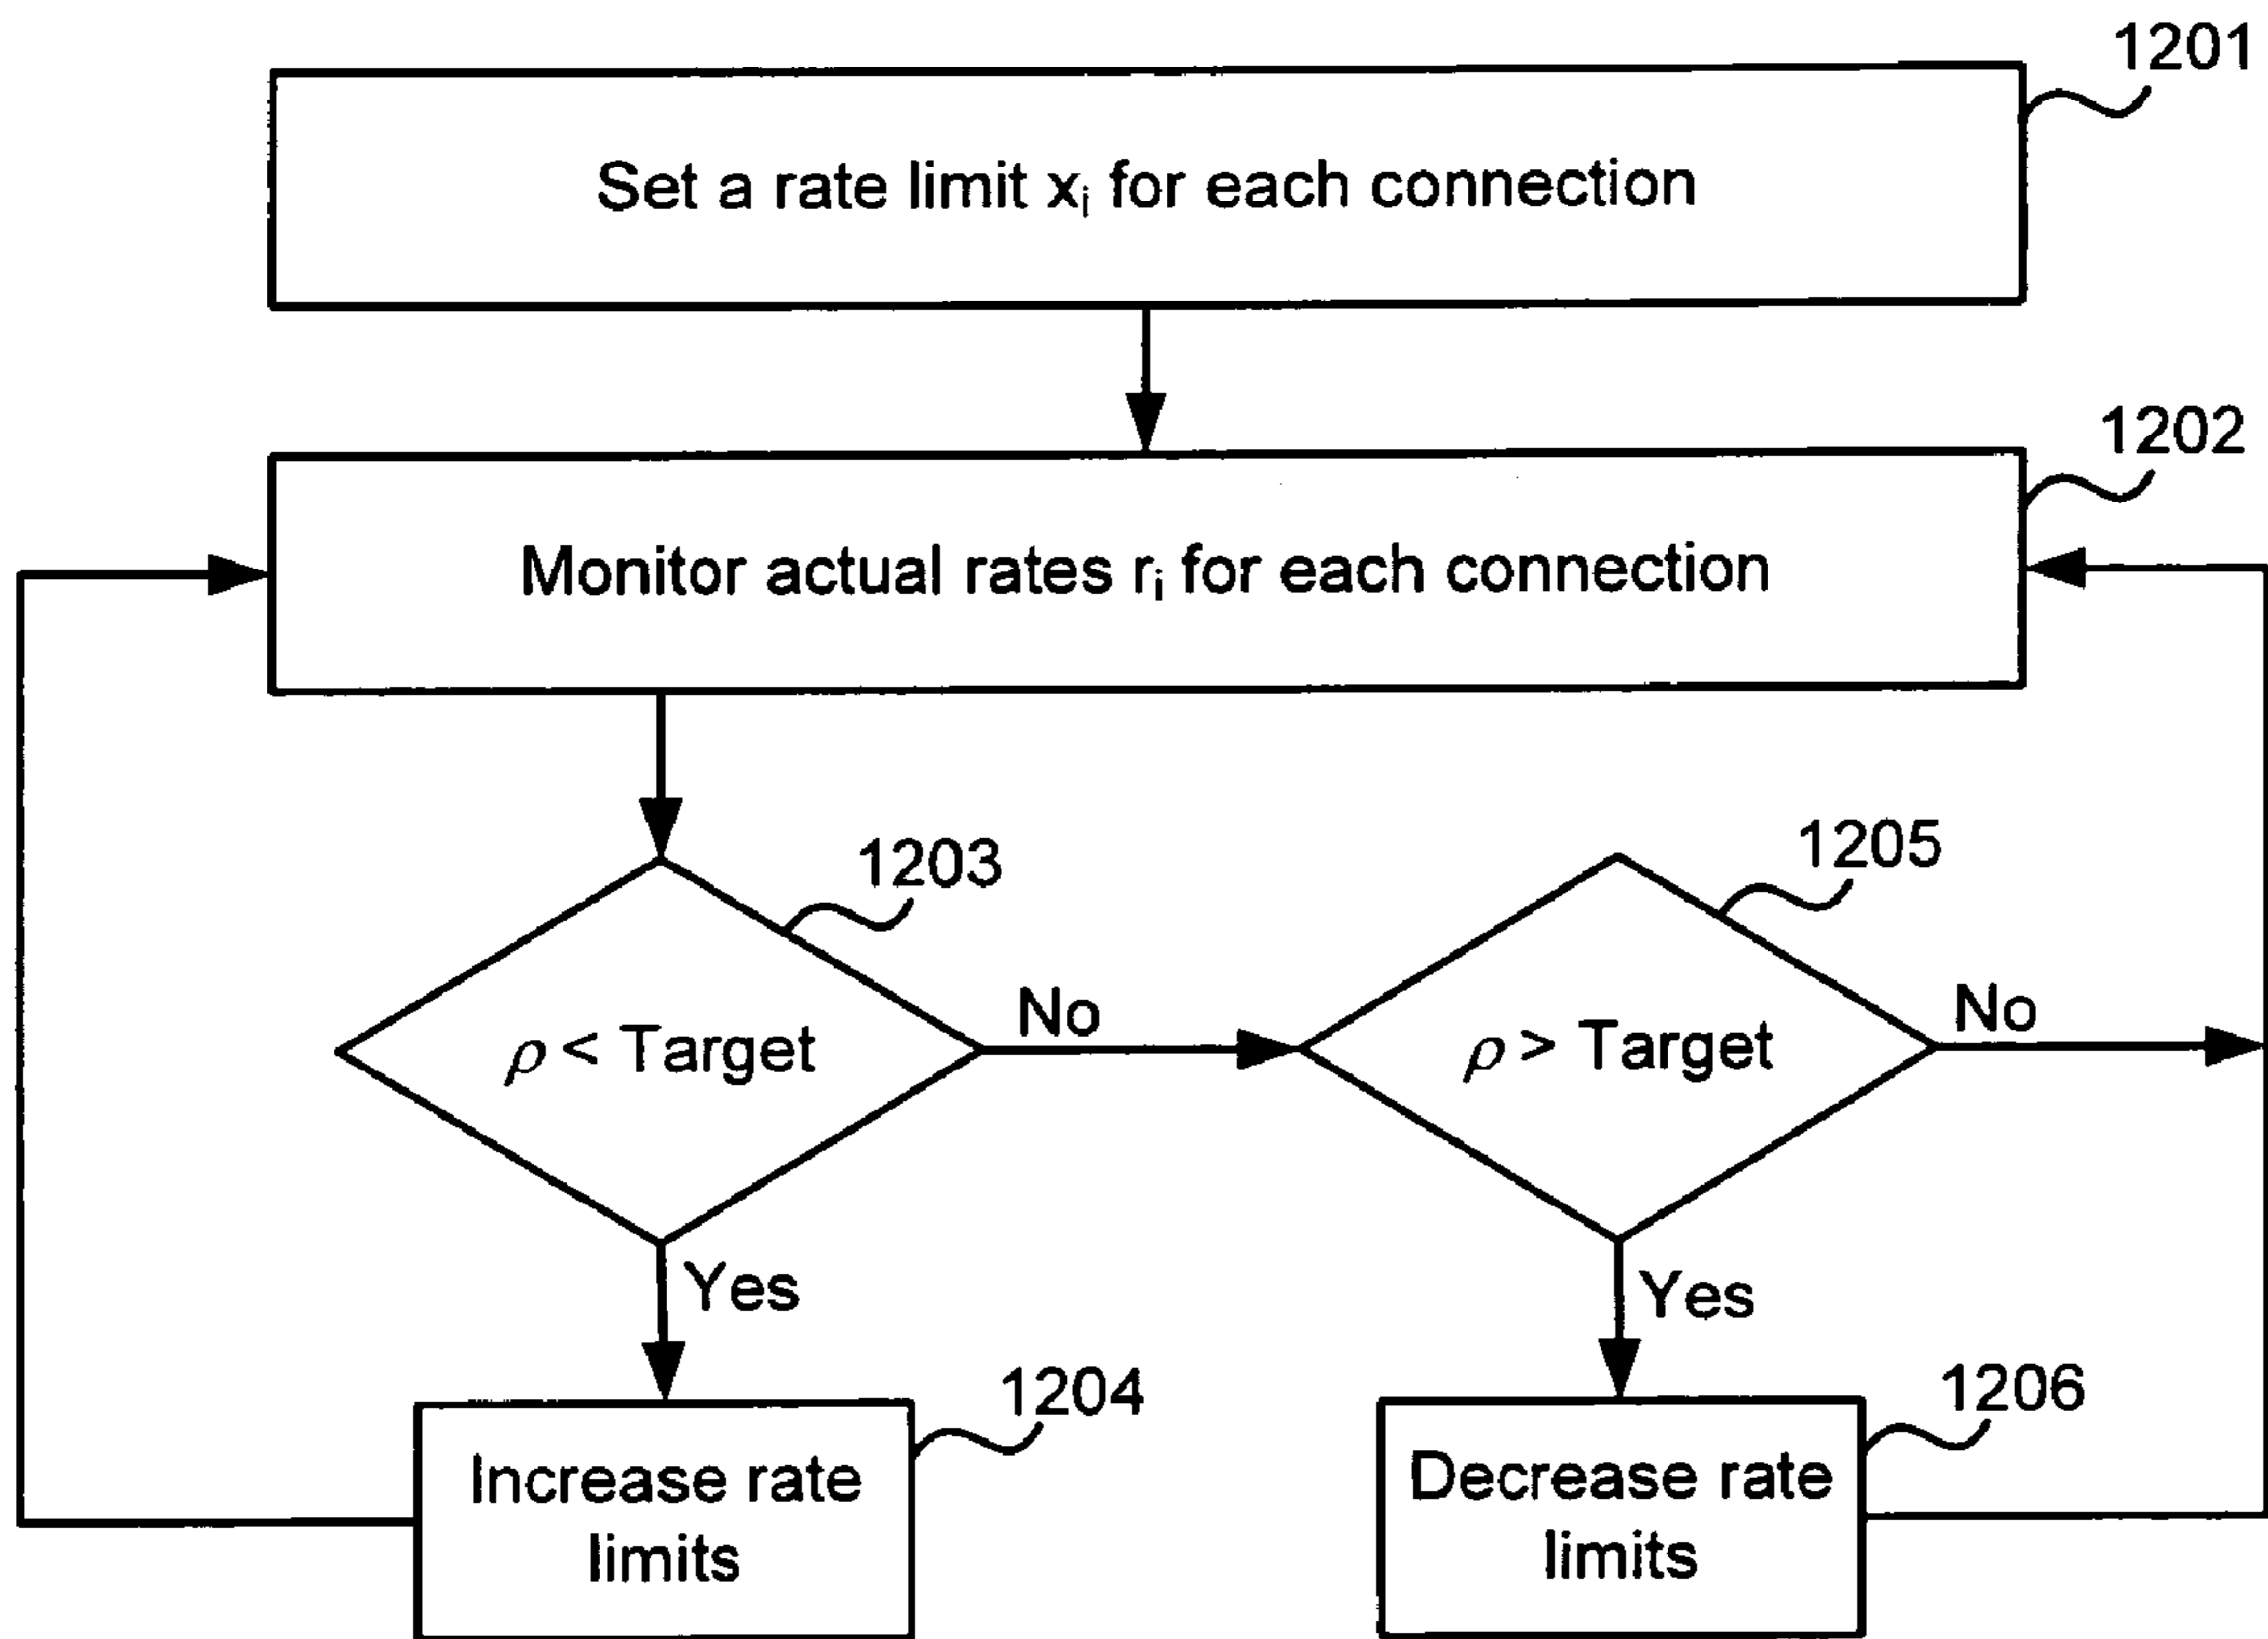 1201
Set a rate limit xᵢ for each connection
1202
Monitor actual rates rᵢ for each connection
1203
1205
ρ < Target
No
ρ > Target
No
Yes
Yes
1204
1206
Increase rate
limits
Decrease rate
limits